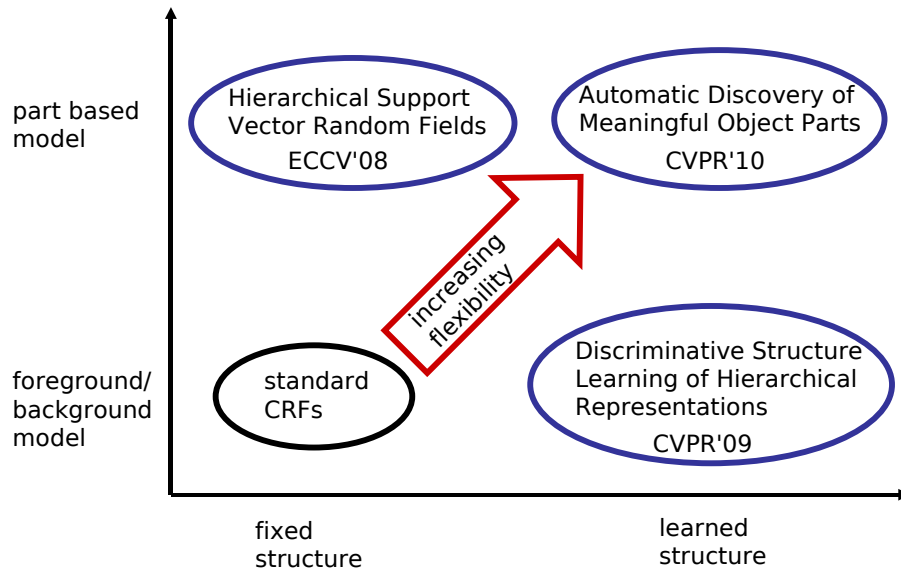 part based
model
Hierarchical Support
Vector Random Fields
ECCV'08
Automatic Discovery of
Meaningful Object Parts
CVPR'10
increasing
flexibility
foreground/
background
model
standard
CRFs
Discriminative Structure
Learning of Hierarchical
Representations
CVPR'09
fixed
structure
learned
structure